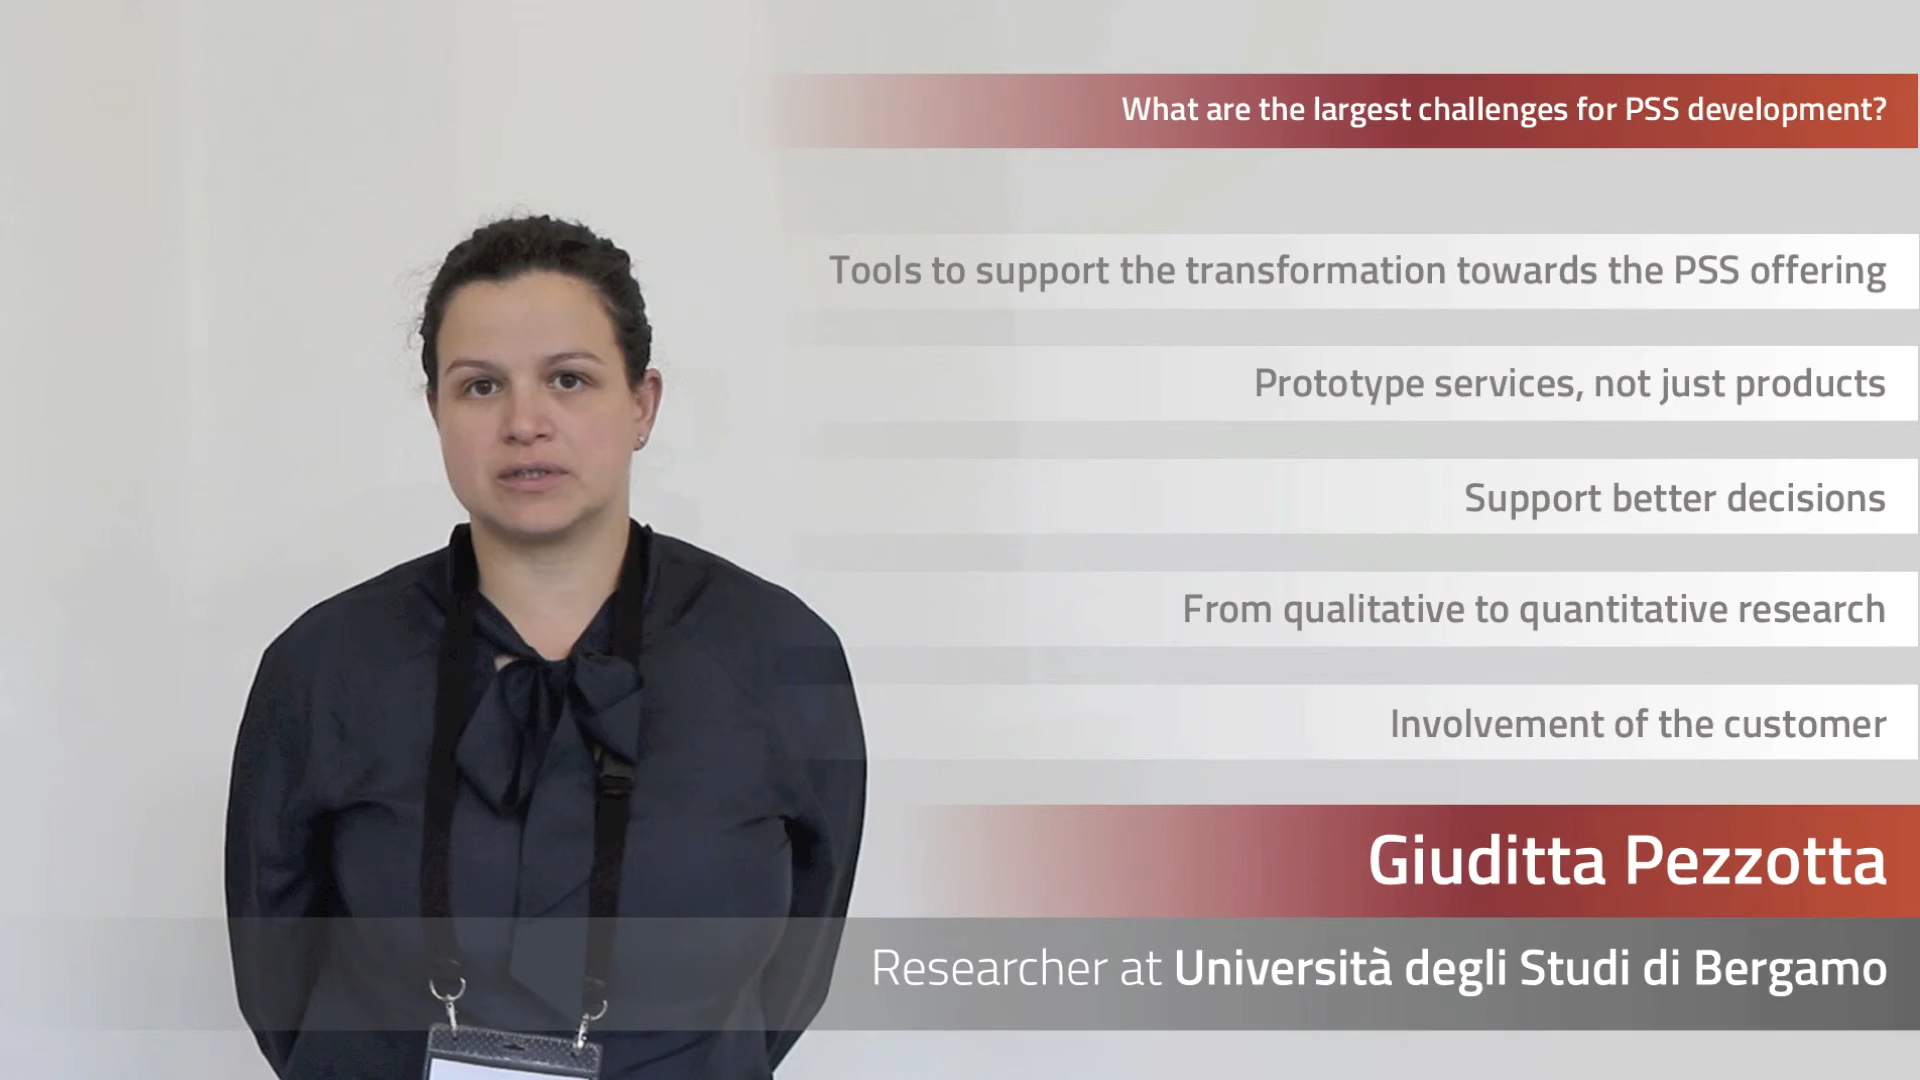 What are the largest challenges for PSS development?
Tools to support the transformation towards the PSS offering
Prototype services, not just products
Support better decisions
From qualitative to quantitative research
Involvement of the customer
Giuditta Pezzotta
Researcher at Università degli Studi di Bergamo